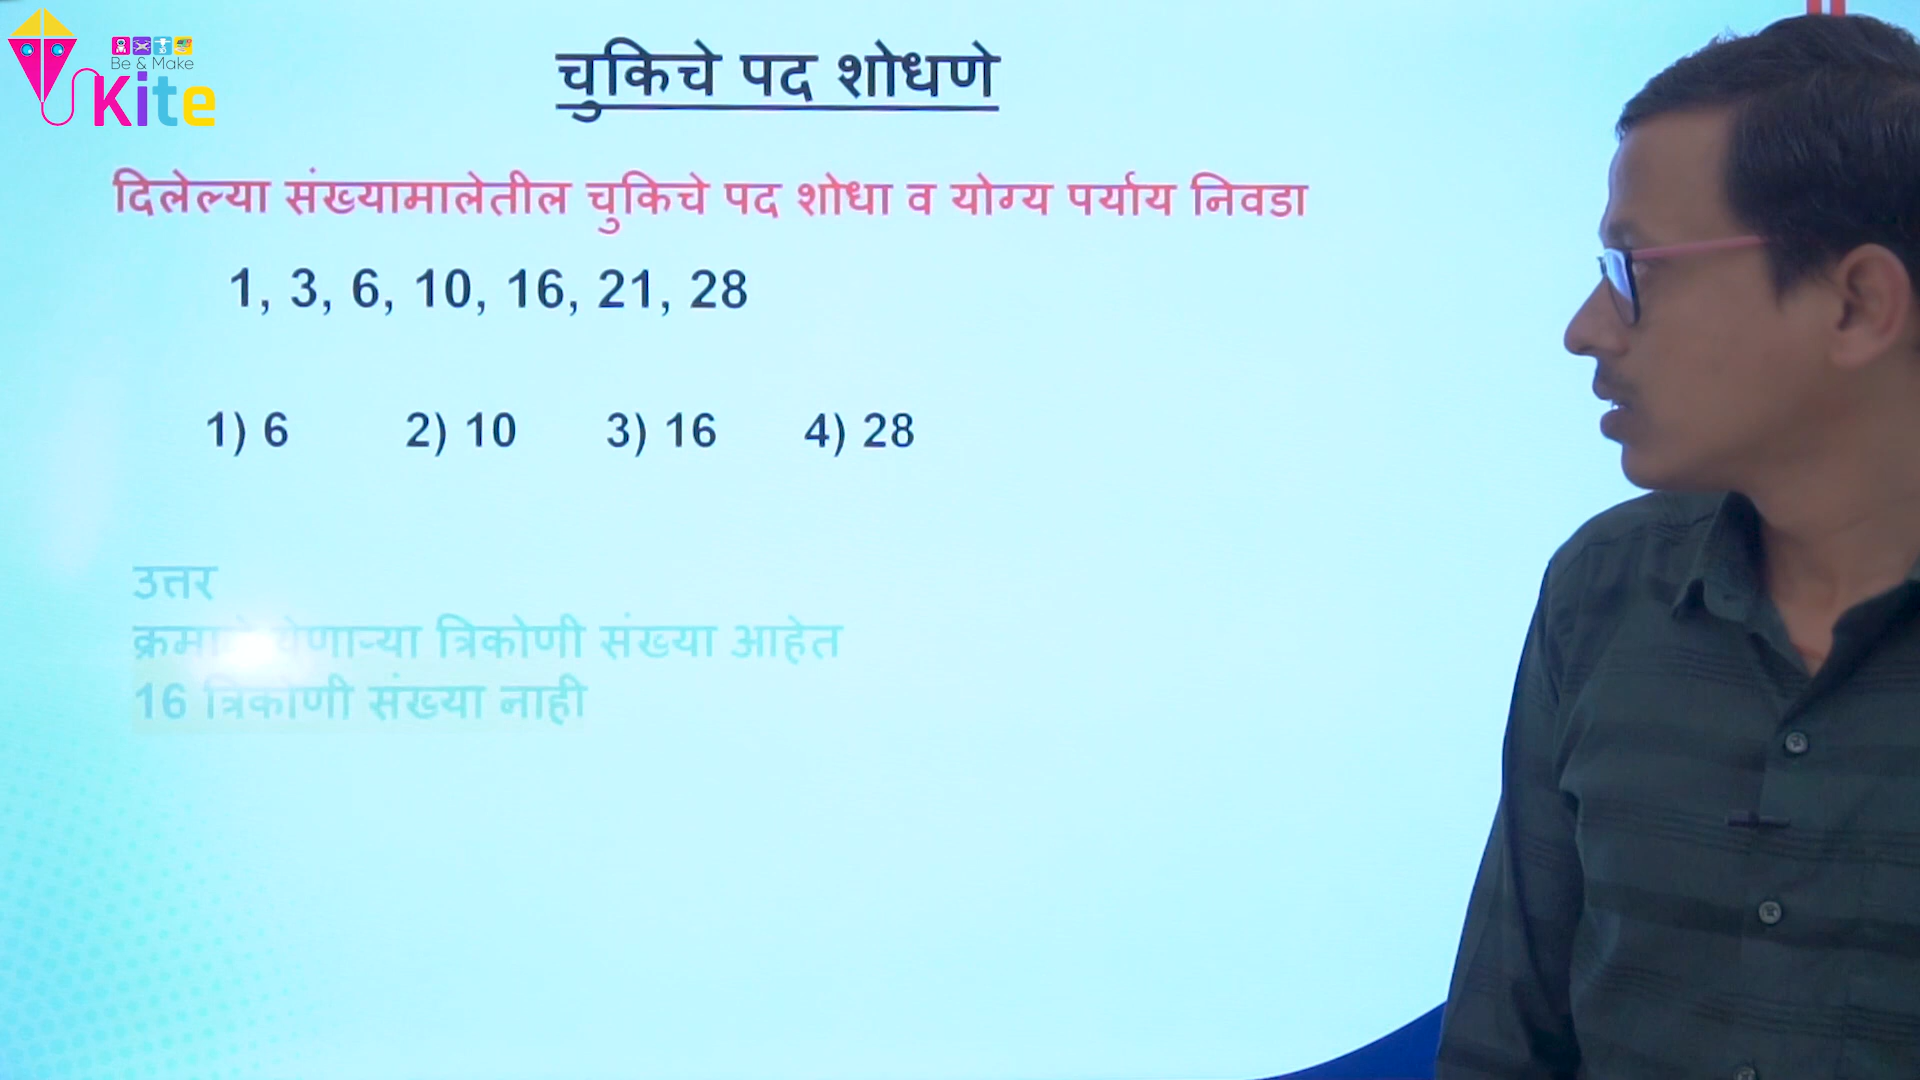 Be & Make
Kite
चुकिचे पद शोधणे
दिलेल्या संख्यामालेतील चुकिचे पद शोधा व योग्य पर्याय निवडा
1, 3, 6, 10, 16, 21, 28
1) 6 2) 10 3) 16 4) 28
उत्तर
त्रिकोणी संख्या आहेत
16 त्रिकोणी संख्या नाही